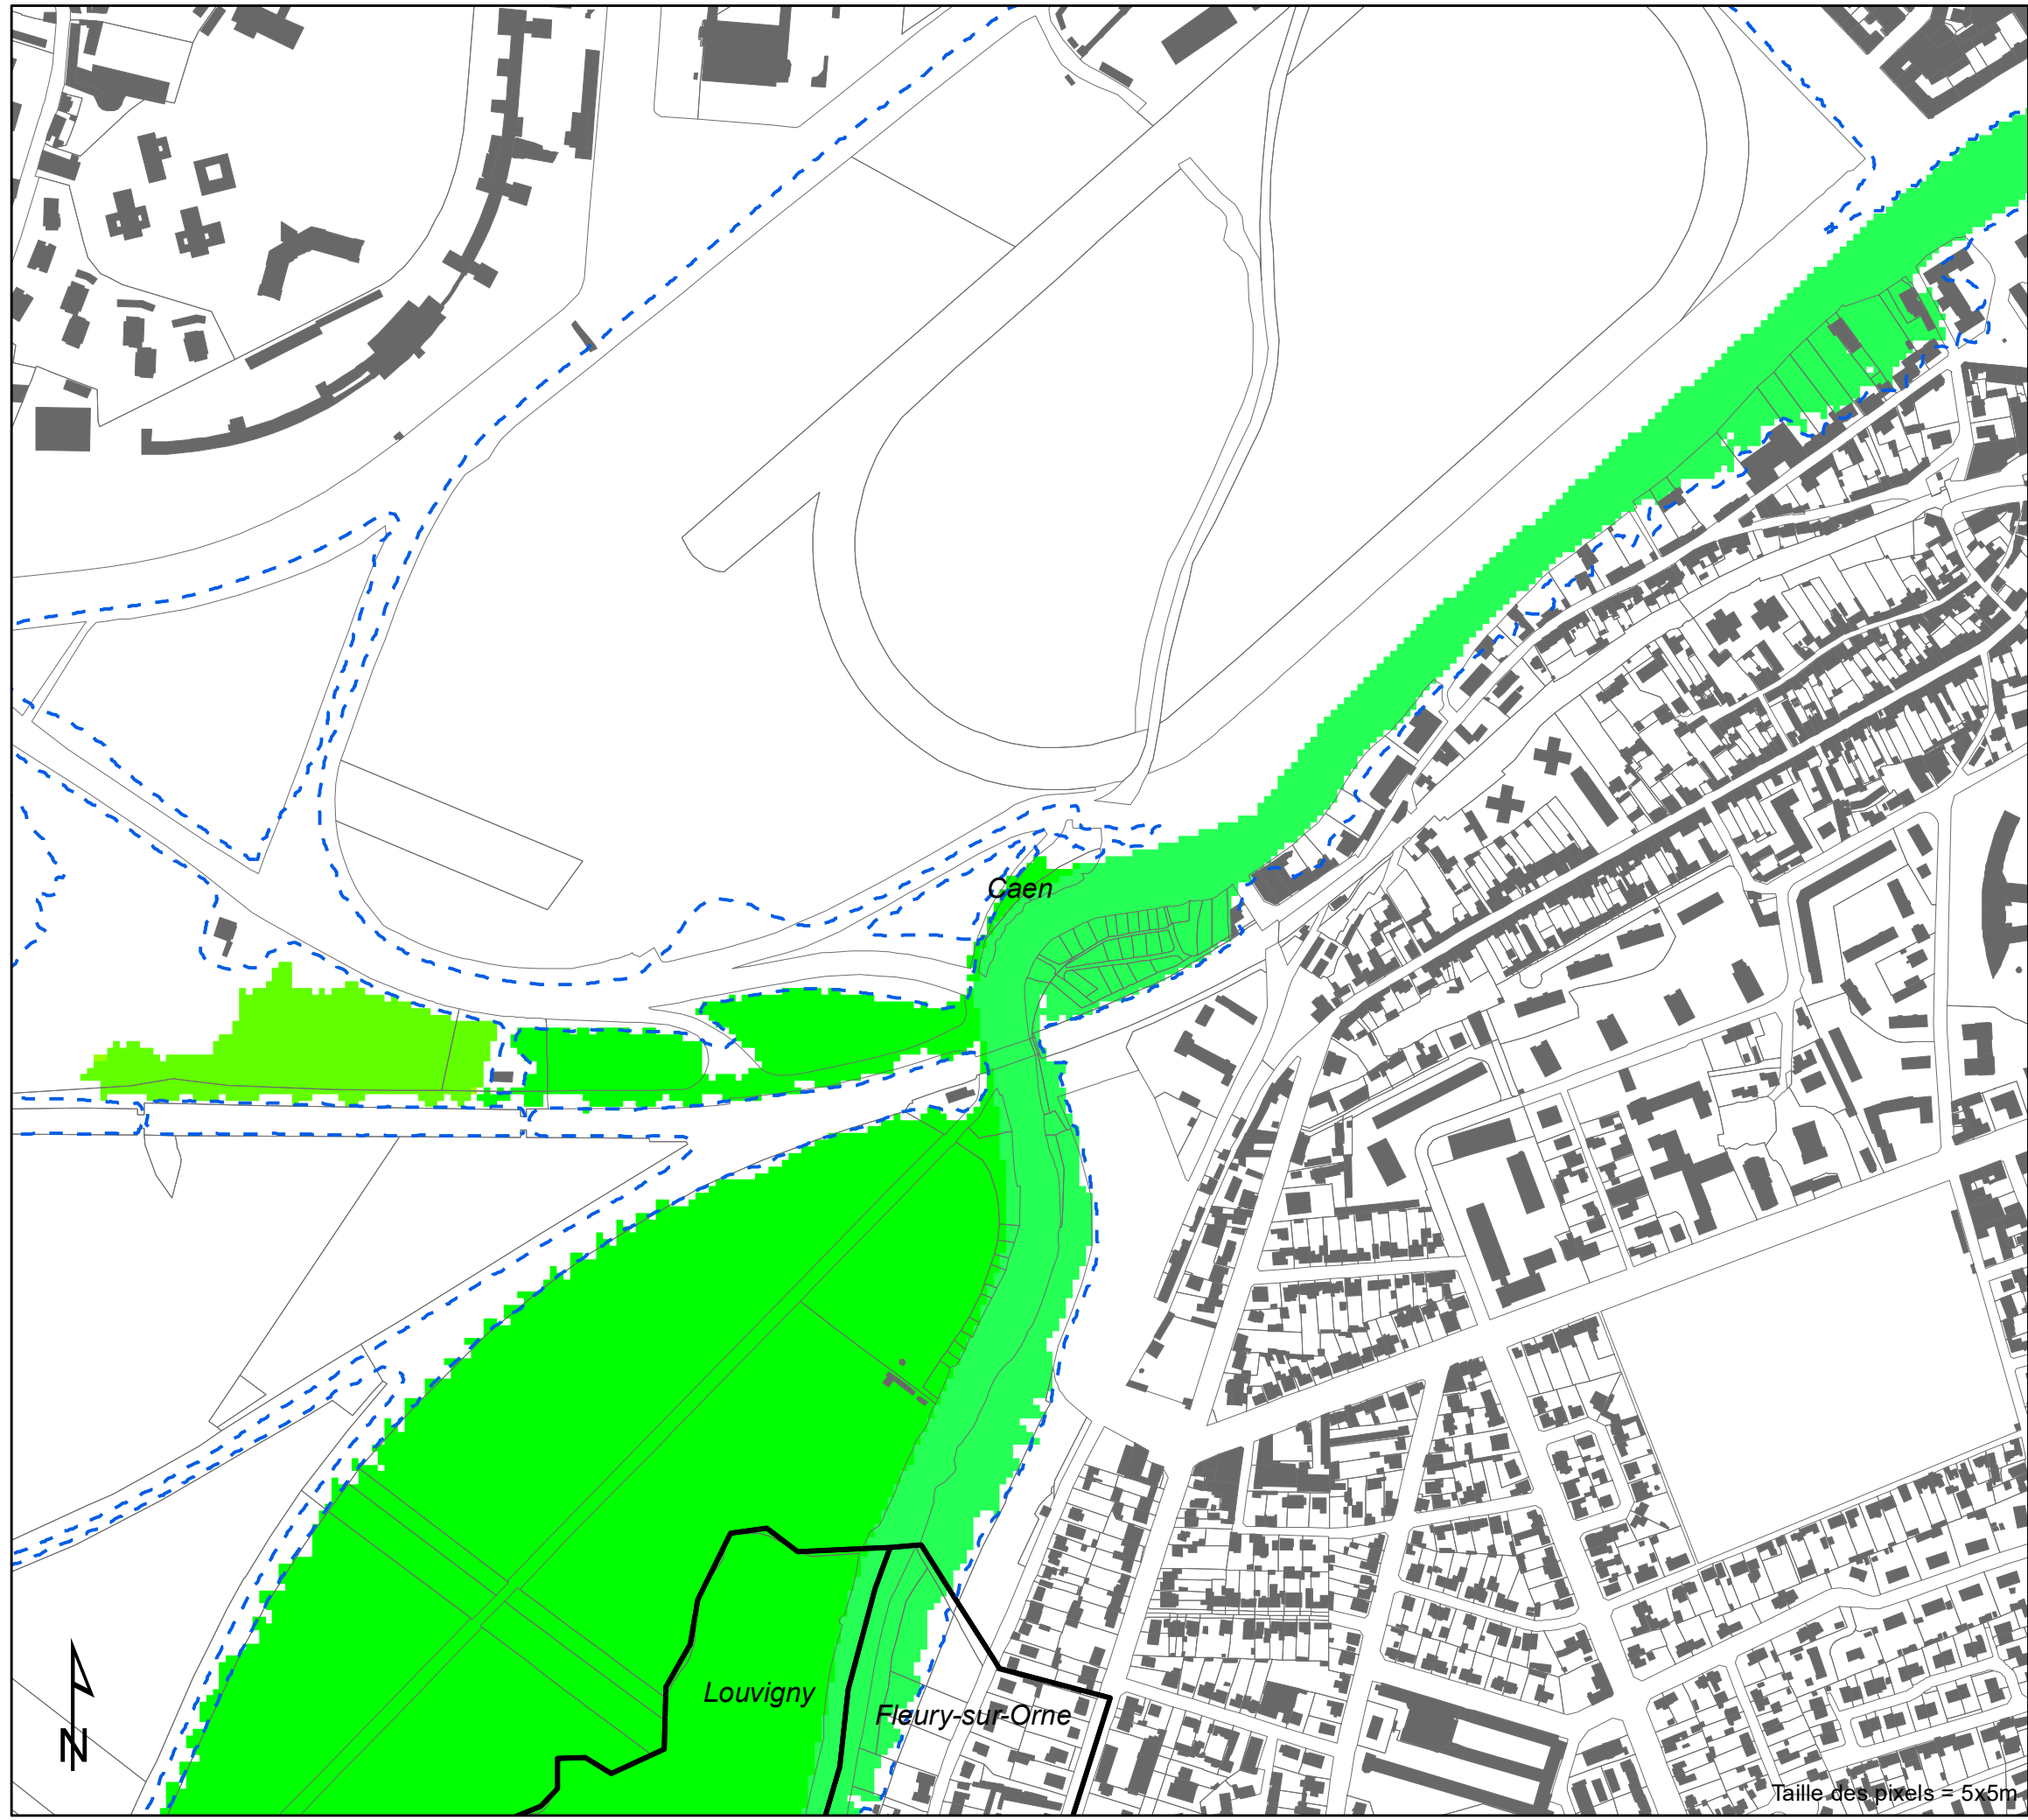 Caen
Louvigny
Fleury-sur-Orne
N
Taille des pixels = 5x5m